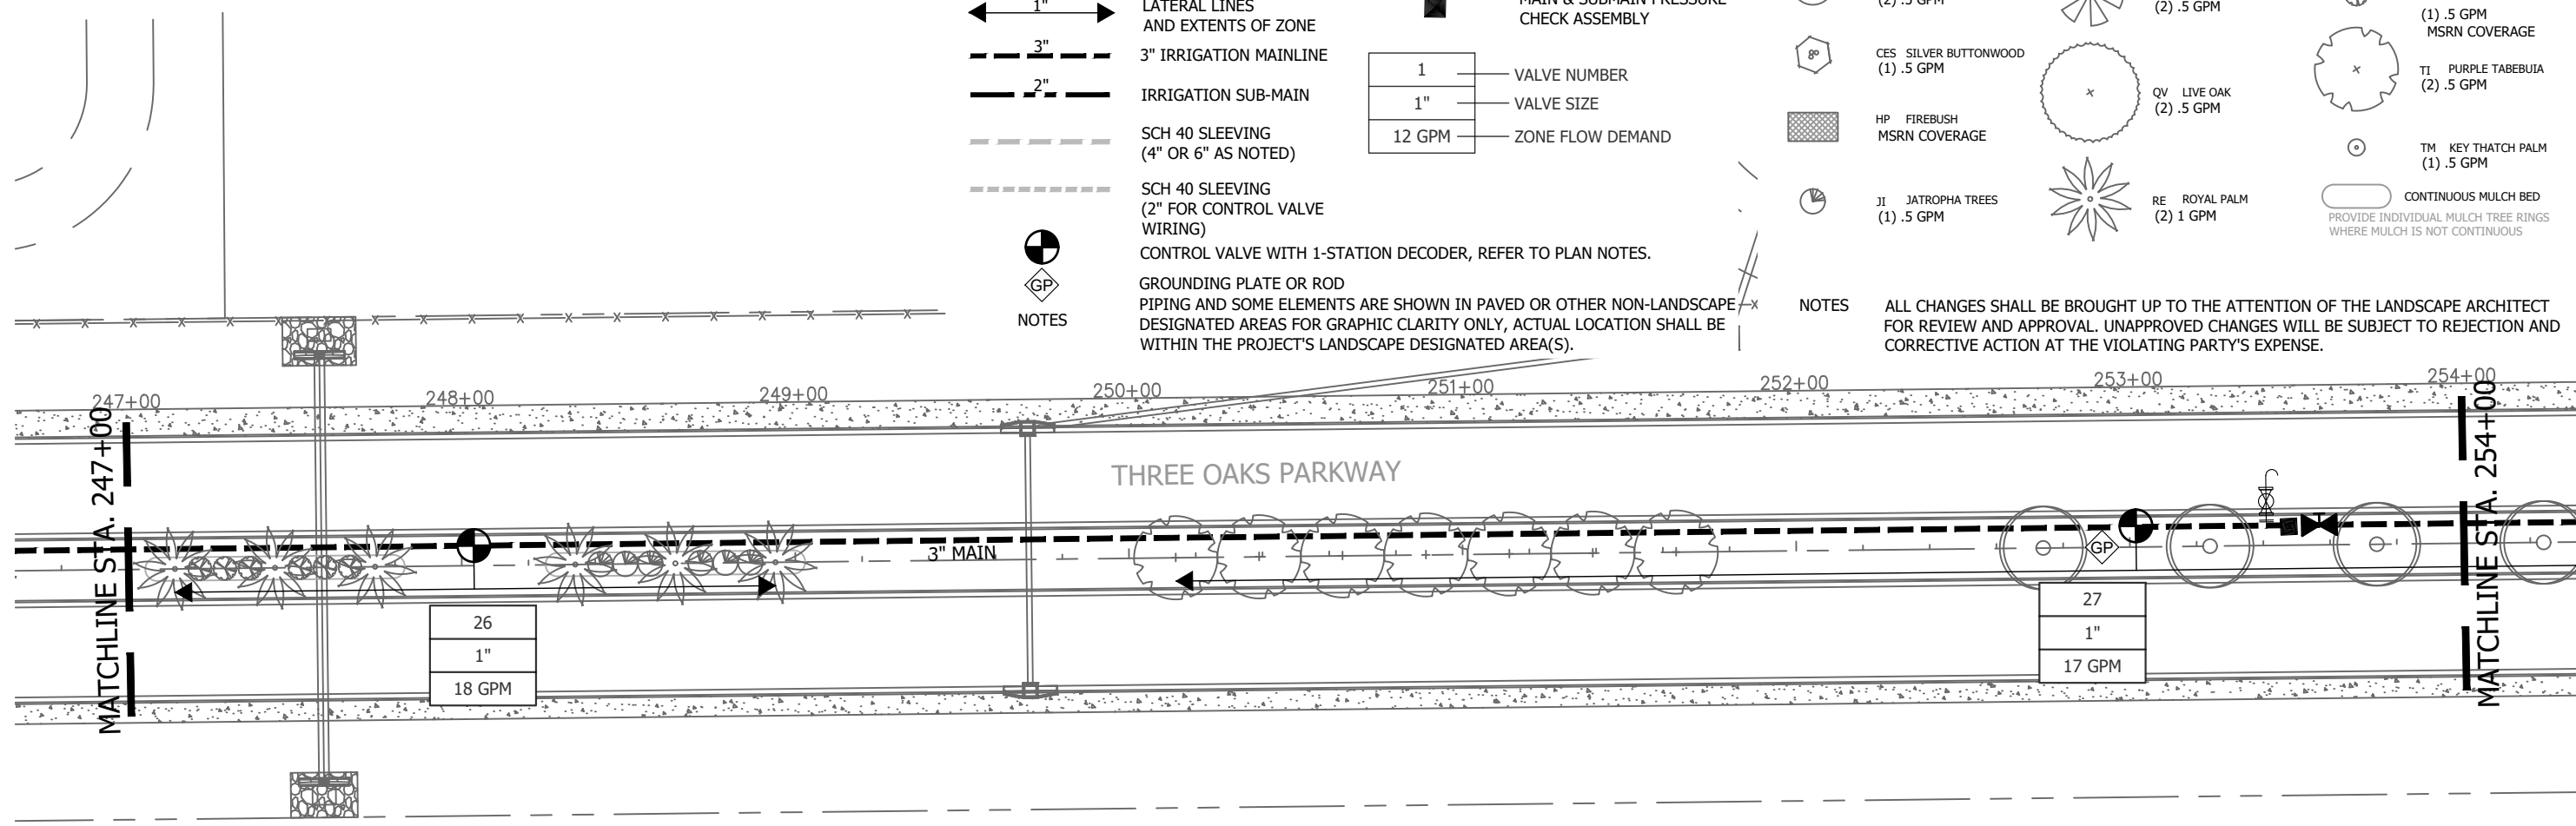 1"
LATERAL LINES
AND EXTENTS OF ZONE
3"
3" IRRIGATION MAINLINE
2"
IRRIGATION SUB-MAIN
SCH 40 SLEEVING
(4" OR 6" AS NOTED)
SCH 40 SLEEVING
(2" FOR CONTROL VALVE
WIRING)
CONTROL VALVE WITH 1-STATION DECODER, REFER TO PLAN NOTES.
GP
GROUNDING PLATE OR ROD
NOTES
PIPING AND SOME ELEMENTS ARE SHOWN IN PAVED OR OTHER NON-LANDSCAPE
DESIGNATED AREAS FOR GRAPHIC CLARITY ONLY, ACTUAL LOCATION SHALL BE
WITHIN THE PROJECT'S LANDSCAPE DESIGNATED AREA(S).
MAIN & SUBMAIN PRESSURE
CHECK ASSEMBLY
1
VALVE NUMBER
1"
VALVE SIZE
12 GPM
ZONE FLOW DEMAND
(2) .5 GPM
CES SILVER BUTTONWOOD
(1) .5 GPM
HP FIREBUSH
MSRN COVERAGE
JI JATROPHA TREES
(1) .5 GPM
(2) .5 GPM
QV LIVE OAK
(2) .5 GPM
RE ROYAL PALM
(2) 1 GPM
(1) .5 GPM
MSRN COVERAGE
TI PURPLE TABEBUIA
(2) .5 GPM
TM KEY THATCH PALM
(1) .5 GPM
CONTINUOUS MULCH BED
PROVIDE INDIVIDUAL MULCH TREE RINGS
WHERE MULCH IS NOT CONTINUOUS
NOTES
ALL CHANGES SHALL BE BROUGHT UP TO THE ATTENTION OF THE LANDSCAPE ARCHITECT
FOR REVIEW AND APPROVAL. UNAPPROVED CHANGES WILL BE SUBJECT TO REJECTION AND
CORRECTIVE ACTION AT THE VIOLATING PARTY'S EXPENSE.
247+00
248+00
249+00
250+00
251+00
252+00
253+00
254+00
MATCHLINE STA. 247+00
THREE OAKS PARKWAY
3" MAIN
26
1"
18 GPM
GP
27
1"
17 GPM
MATCHLINE STA. 254+00